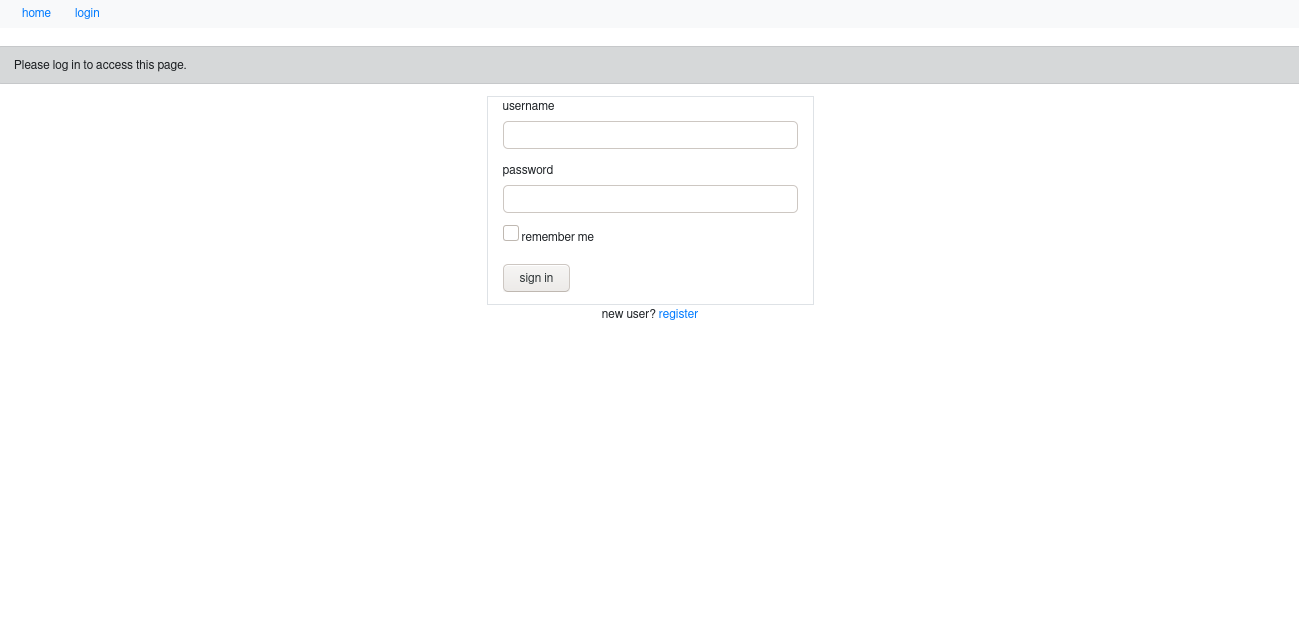 home login
Please log in to access this page.
username
password
remember me
sign in
new user? register